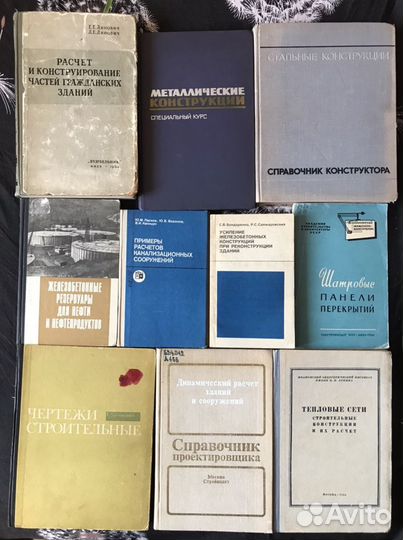 Е.Е. Линович
Л.Е. Линович
РАСЧЕТ
И КОНСТРУИРОВАНИЕ
ЧАСТЕЙ ГРАЖДАНСКИХ
ЗДАНИЙ
МЕТАЛЛИЧЕСКИЕ
КОНСТРУКЦИИ
СПЕЦИАЛЬНЫЙ КУРС
СТАЛЬНЫЕ КОНСТРУКЦИИ
СПРАВОЧНИК КОНСТРУКТОРА
ЖЕЛЕЗОБЕТОННЫЕ
РЕЗЕРВУАРЫ
ДЛЯ НЕФТИ
И НЕФТЕПРОДУКТОВ
ПРИМЕРЫ
РАСЧЕТОВ
КАНАЛИЗАЦИОННЫХ
СООРУЖЕНИЙ
УСИЛЕНИЕ
ЖЕЛЕЗОБЕТОННЫХ
КОНСТРУКЦИЙ
ПРИ РЕКОНСТРУКЦИИ
ЗДАНИЙ
Шатровые
ПАНЕЛИ
ПЕРЕКРЫТИЙ
ЧЕРТЕЖИ
СТРОИТЕЛЬНЫЕ
Динамический расчет
зданий и сооружений
Справочник
проектировщика
Москва
Стройиздат
ТЕПЛОВЫЕ СЕТИ
СТРОИТЕЛЬНЫЕ
КОНСТРУКЦИИ
И ИХ РАСЧЕТ
Avito